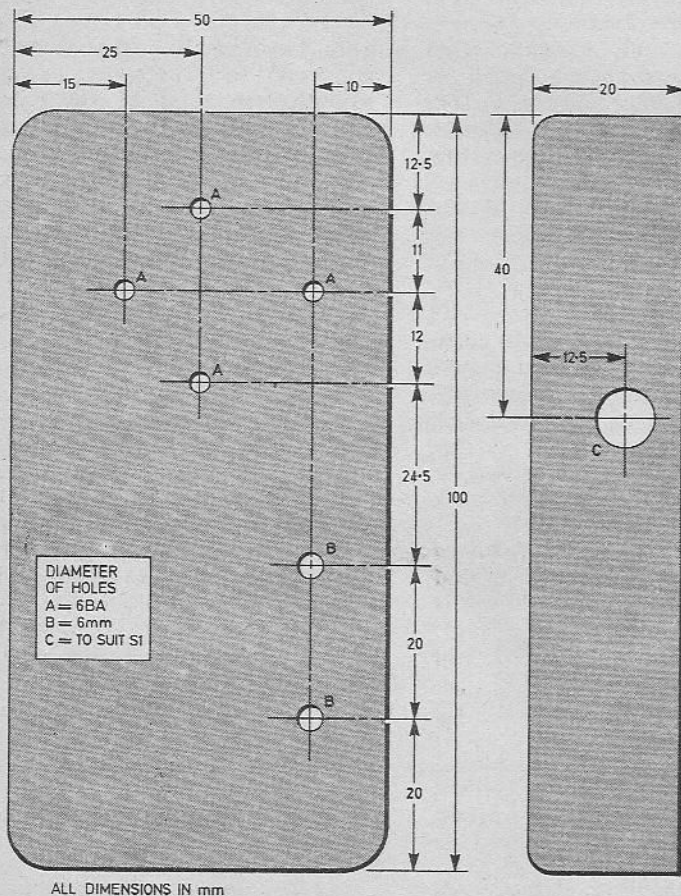 50
25
15
10
20
12·5
A
11
40
A
A
12
12·5
A
C
24·5
100
B
DIAMETER
OF HOLES
A = 6BA
B = 6mm
C = TO SUIT S1
20
B
20
ALL DIMENSIONS IN mm